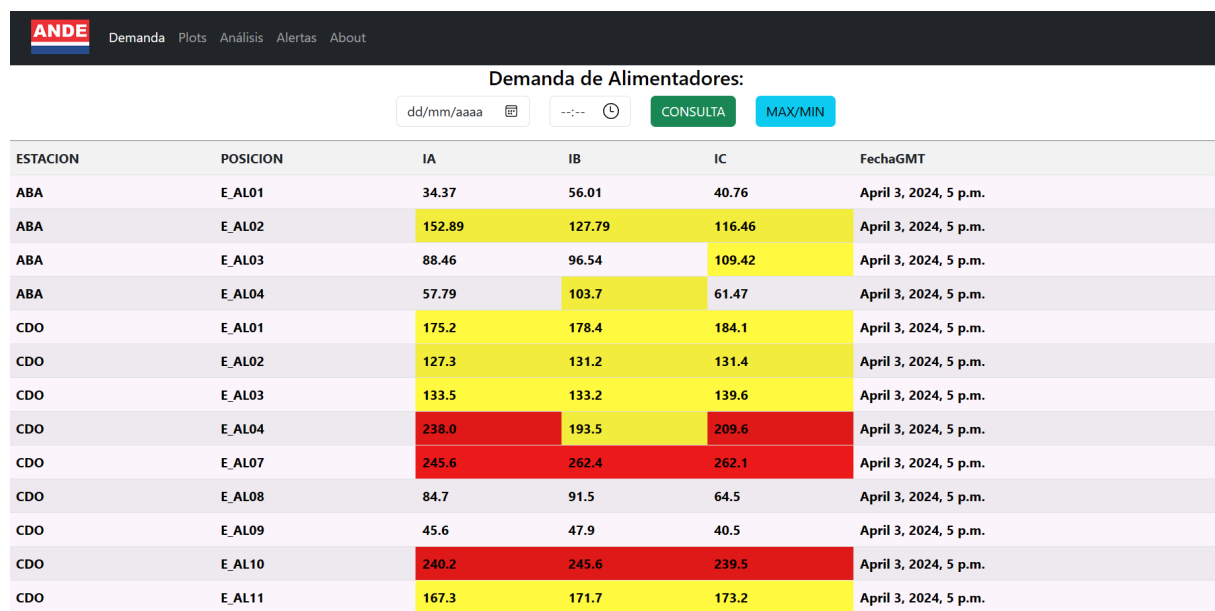 ANDE Demanda Plots Análisis Alertas About
Demanda de Alimentadores:
dd/mm/aaaa --:-- CONSULTA MAX/MIN
ESTACION POSICION IA IB IC FechaGMT
ABA E_AL01 34.37 56.01 40.76 April 3, 2024, 5 p.m.
ABA E_AL02 152.89 127.79 116.46 April 3, 2024, 5 p.m.
ABA E_AL03 88.46 96.54 109.42 April 3, 2024, 5 p.m.
ABA E_AL04 57.79 103.7 61.47 April 3, 2024, 5 p.m.
CDO E_AL01 175.2 178.4 184.1 April 3, 2024, 5 p.m.
CDO E_AL02 127.3 131.2 131.4 April 3, 2024, 5 p.m.
CDO E_AL03 133.5 133.2 139.6 April 3, 2024, 5 p.m.
CDO E_AL04 238.0 193.5 209.6 April 3, 2024, 5 p.m.
CDO E_AL07 245.6 262.4 262.1 April 3, 2024, 5 p.m.
CDO E_AL08 84.7 91.5 64.5 April 3, 2024, 5 p.m.
CDO E_AL09 45.6 47.9 40.5 April 3, 2024, 5 p.m.
CDO E_AL10 240.2 245.6 239.5 April 3, 2024, 5 p.m.
CDO E_AL11 167.3 171.7 173.2 April 3, 2024, 5 p.m.